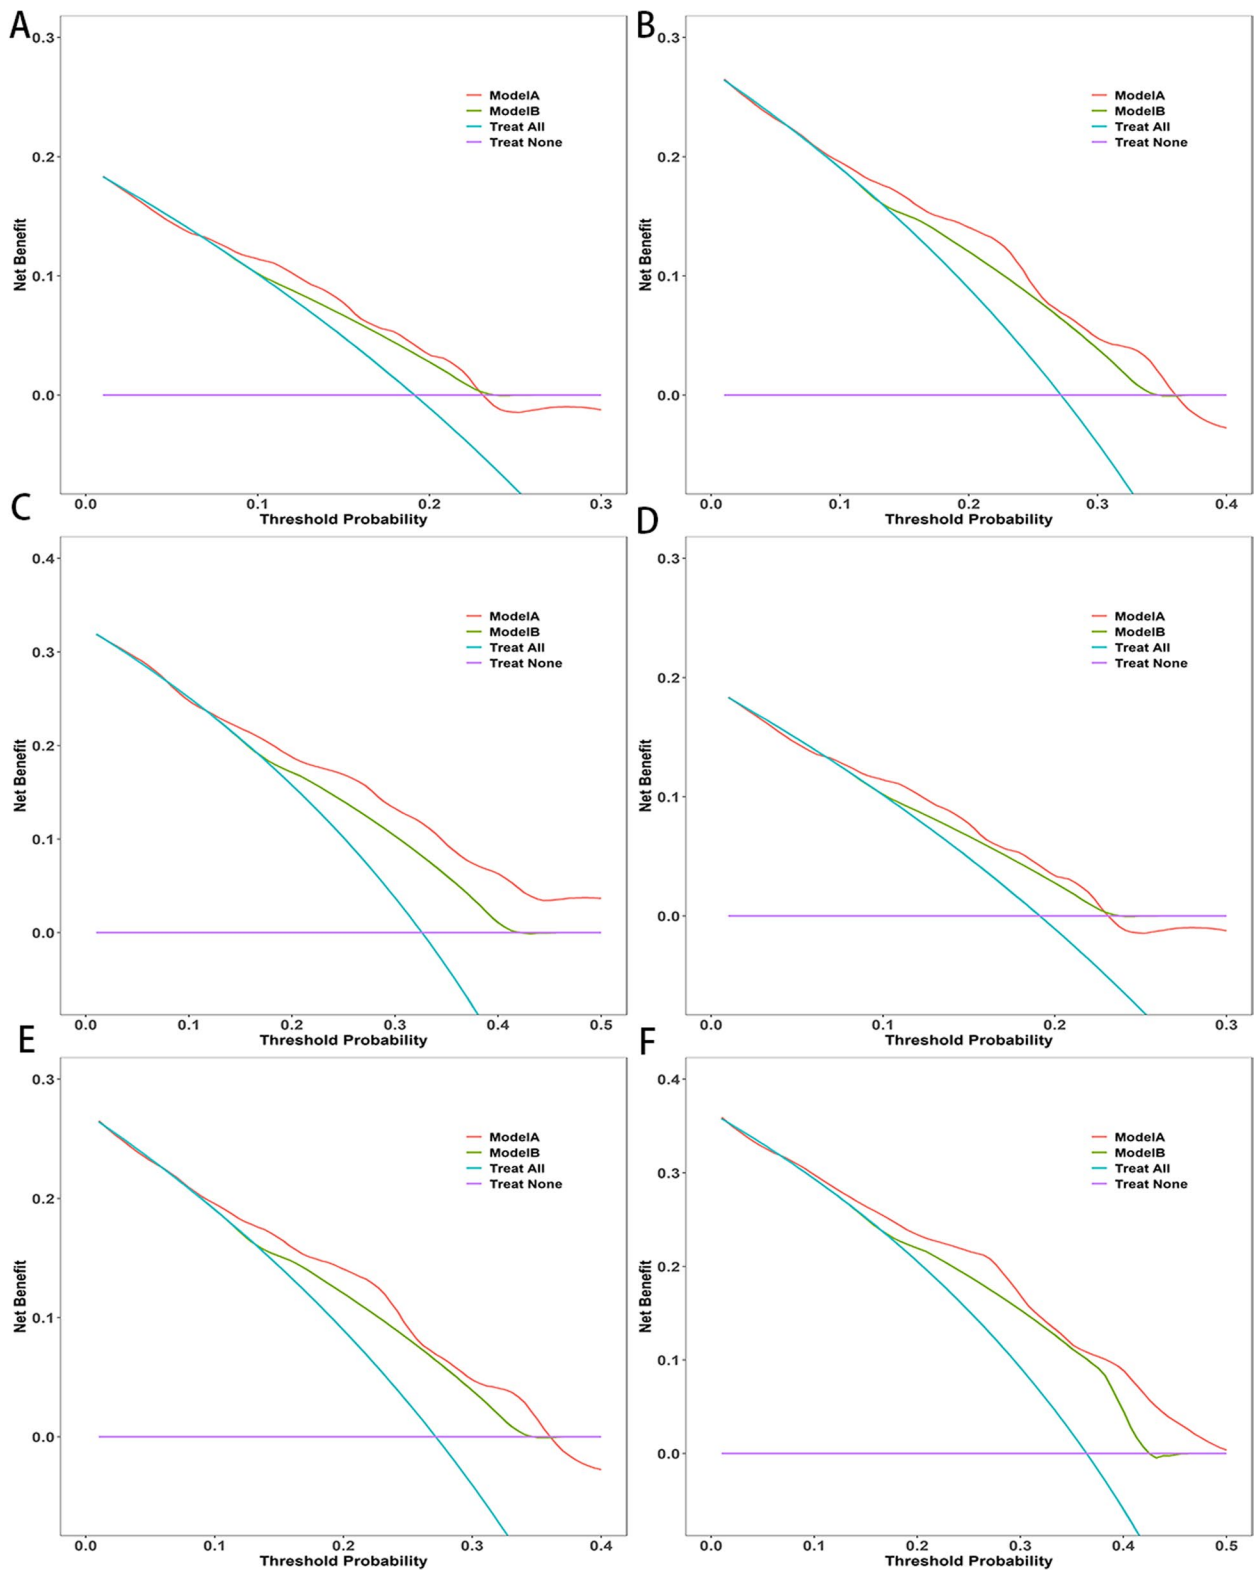 A
0.3
0.2
0.1
0.0
Net Benefit
ModelA
ModelB
Treat All
Treat None
0.0 0.1 0.2 0.3
Threshold Probability
B
0.3
0.2
0.1
0.0
Net Benefit
ModelA
ModelB
Treat All
Treat None
0.0 0.1 0.2 0.3 0.4
Threshold Probability
C
0.4
0.3
0.2
0.1
0.0
Net Benefit
ModelA
ModelB
Treat All
Treat None
0.0 0.1 0.2 0.3 0.4 0.5
Threshold Probability
D
0.3
0.2
0.1
0.0
Net Benefit
ModelA
ModelB
Treat All
Treat None
0.0 0.1 0.2 0.3
Threshold Probability
E
0.3
0.2
0.1
0.0
Net Benefit
ModelA
ModelB
Treat All
Treat None
0.0 0.1 0.2 0.3 0.4
Threshold Probability
F
0.4
0.3
0.2
0.1
0.0
Net Benefit
ModelA
ModelB
Treat All
Treat None
0.0 0.1 0.2 0.3 0.4 0.5
Threshold Probability